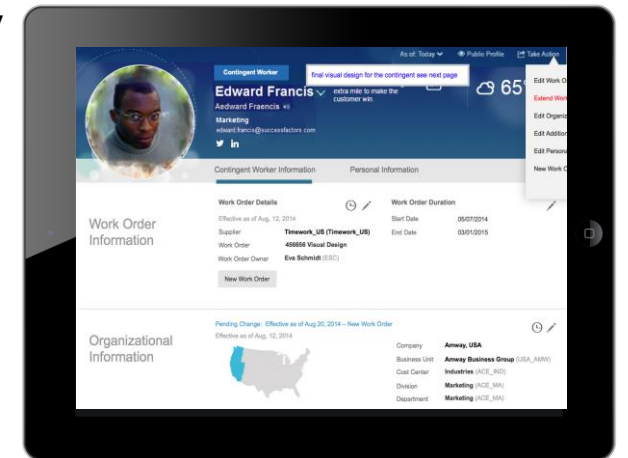 y
As of: Today
Public Profile
Take Action
Contingent Worker
final visual design for the contingent see next page
Edward Francis
Aedward Fraencis
extra mile to make the
customer win.
65°
Marketing
edward.francis@successfactors.com
in
Edit Work O
Extend Work
Edit Organiz
Edit Addition
Edit Persona
New Work O
Contingent Worker Information
Personal Information
Work Order
Information
Work Order Details
Effective as of Aug, 12, 2014
Supplier Timework_US (Timework_US)
Work Order 456656 Visual Design
Work Order Owner Eva Schmidt (ESC)
New Work Order
Work Order Duration
Start Date 05/07/2014
End Date 03/01/2015
Organizational
Information
Pending Change: Effective as of Aug 20, 2014 – New Work Order
Effective as of Aug, 12, 2014
Company Amway, USA
Business Unit Amway Business Group (USA_AMW)
Cost Center Industries (ACE_IND)
Division Marketing (ACE_MA)
Department Marketing (ACE_MA)